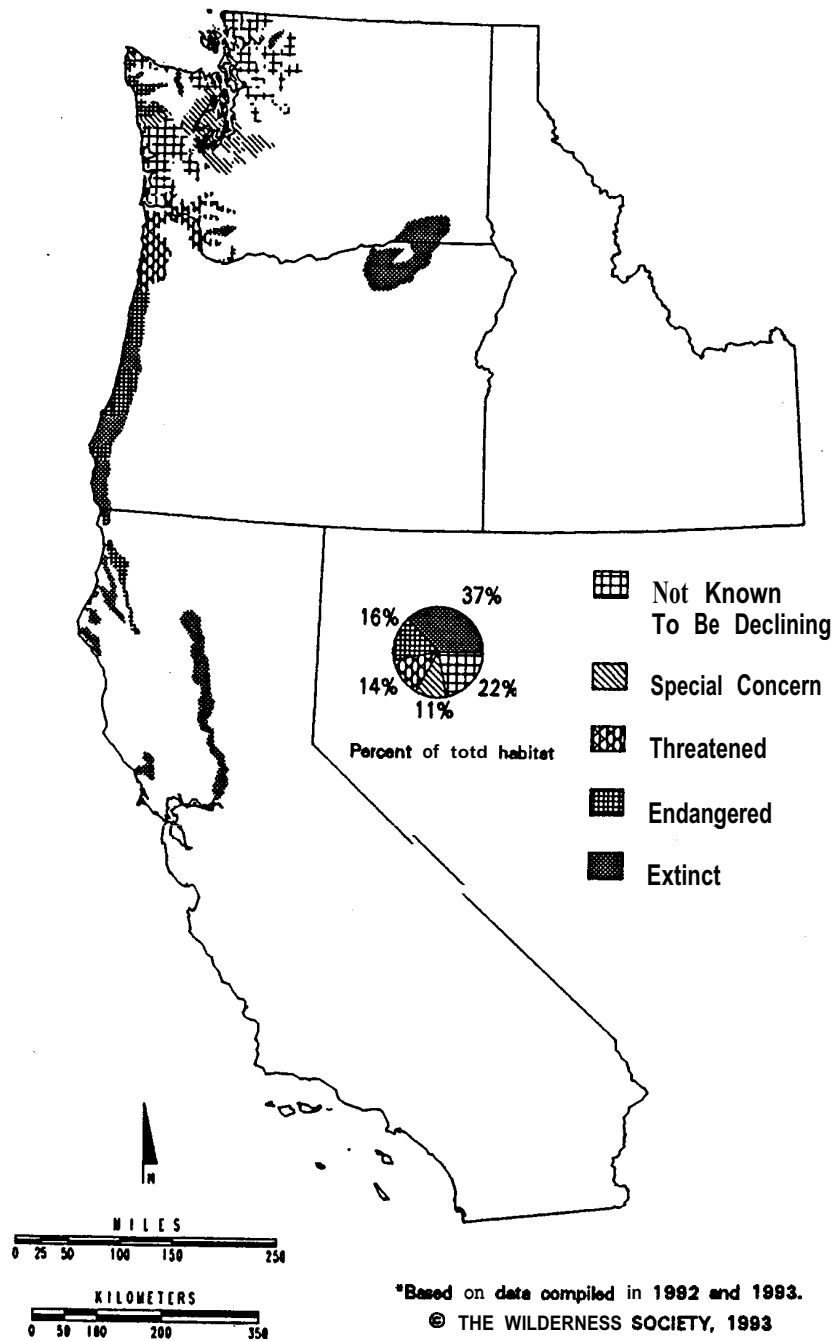 37%
16%
14%
22%
11%
Percent of totd habitat
Not Known
To Be Declining
Special Concern
Threatened
Endangered
Extinct
N
MILES
0 25 50 100 150 250
KILOMETERS
0 50 100 200 350
*Based on data compiled in 1992 and 1993.
© THE WILDERNESS SOCIETY, 1993